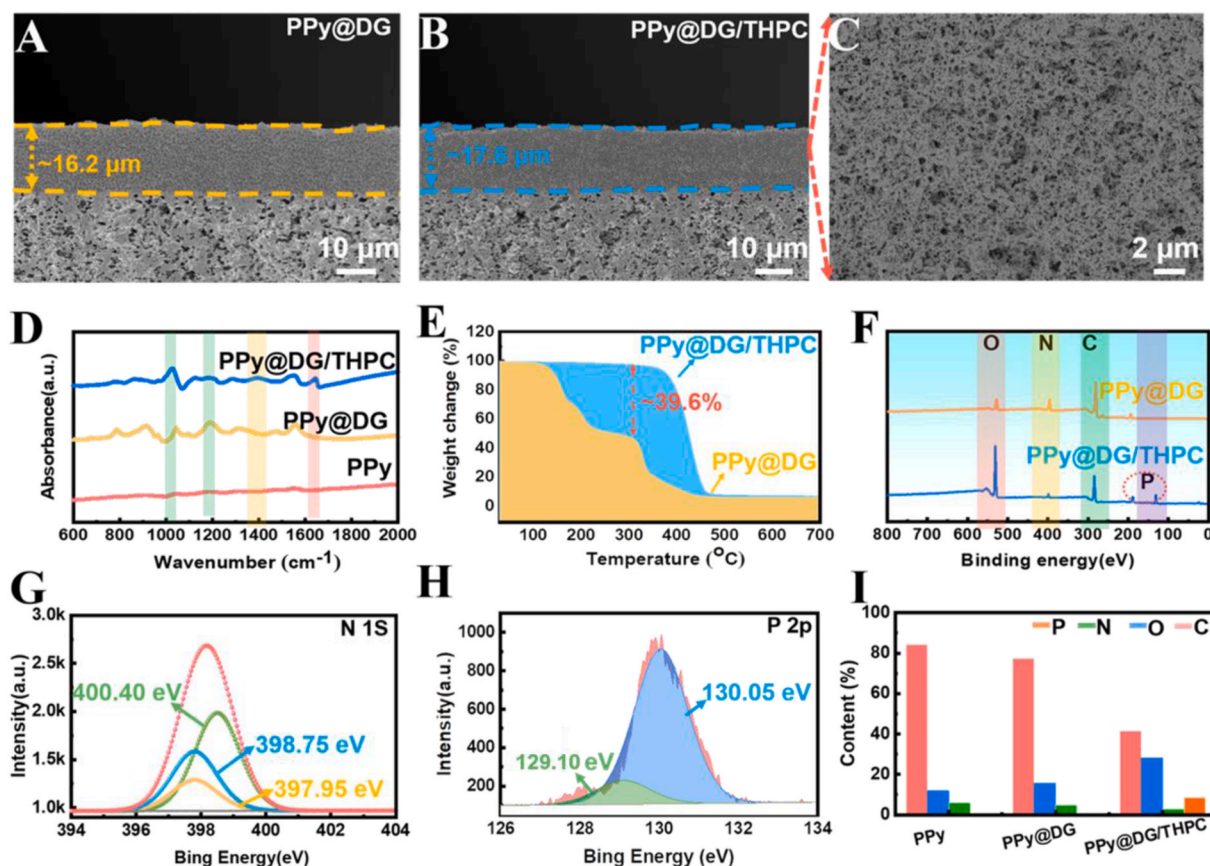 A
PPy@DG
~16.2 μm
10 μm
B
PPy@DG/THPC
~17.6 μm
10 μm
C
2 μm
D
PPy@DG/THPC
PPy@DG
PPy
Absorbance(a.u.)
600 800 1000 1200 1400 1600 1800 2000
Wavenumber (cm⁻¹)
E
120
100
80
60
40
20
0
Weight change (%)
PPy@DG/THPC
~39.6%
PPy@DG
0 100 200 300 400 500 600 700
Temperature (°C)
F
O N C
PPy@DG
PPy@DG/THPC
P
Intensity(a.u.)
800 700 600 500 400 300 200 100 0
Binding energy(eV)
G
N 1S
3.0k
2.5k
2.0k
1.5k
1.0k
Intensity(a.u.)
400.40 eV
398.75 eV
397.95 eV
394 396 398 400 402 404
Bing Energy(eV)
H
P 2p
1000
800
600
400
200
Intensity(a.u.)
130.05 eV
129.10 eV
126 128 130 132 134
Bing Energy (eV)
I
P N O C
100
80
60
40
20
0
Content (%)
PPy
PPy@DG
PPy@DG/THPC